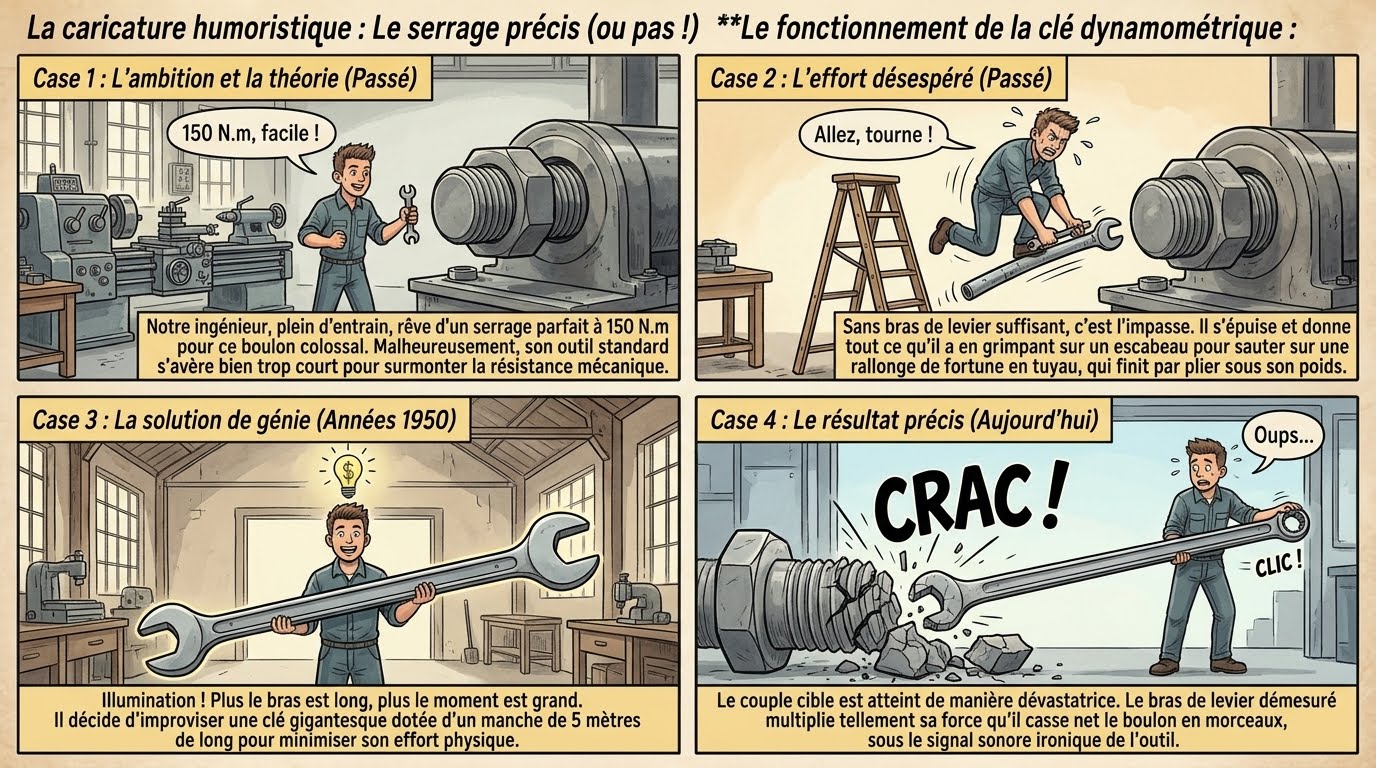 La caricature humoristique : Le serrage précis (ou pas !) **Le fonctionnement de la clé dynamométrique :
Case 1 : L'ambition et la théorie (Passé)
150 N.m, facile !
Notre ingénieur, plein d'entrain, rêve d'un serrage parfait à 150 N.m
pour ce boulon colossal. Malheureusement, son outil standard
s'avère bien trop court pour surmonter la résistance mécanique.
Case 2 : L'effort désespéré (Passé)
Allez, tourne !
Sans bras de levier suffisant, c'est l'impasse. Il s'épuise et donne
tout ce qu'il a en grimpant sur un escabeau pour sauter sur une
rallonge de fortune en tuyau, qui finit par plier sous son poids.
Case 3 : La solution de génie (Années 1950)
$
Illumination ! Plus le bras est long, plus le moment est grand.
Il décide d'improviser une clé gigantesque dotée d'un manche de 5 mètres
de long pour minimiser son effort physique.
Case 4 : Le résultat précis (Aujourd'hui)
Oups...
CRAC !
CLIC !
Le couple cible est atteint de manière dévastatrice. Le bras de levier démesuré
multiplie tellement sa force qu'il casse net le boulon en morceaux,
sous le signal sonore ironique de l'outil.